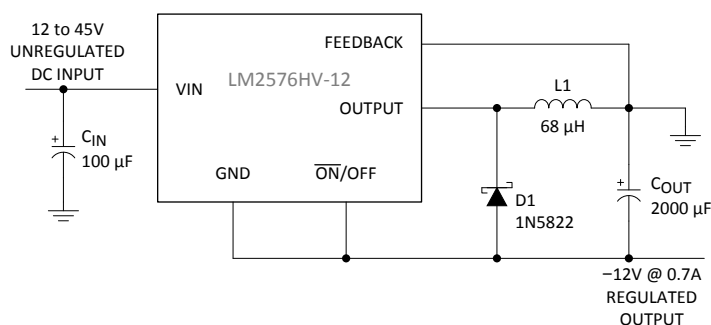 12 to 45V
UNREGULATED
DC INPUT
FEEDBACK
LM2576HV-12
VIN
OUTPUT
L1
68 µH
+
CIN
100 µF
GND
ON/OFF
D1
1N5822
+
COUT
2000 µF
–12V @ 0.7A
REGULATED
OUTPUT